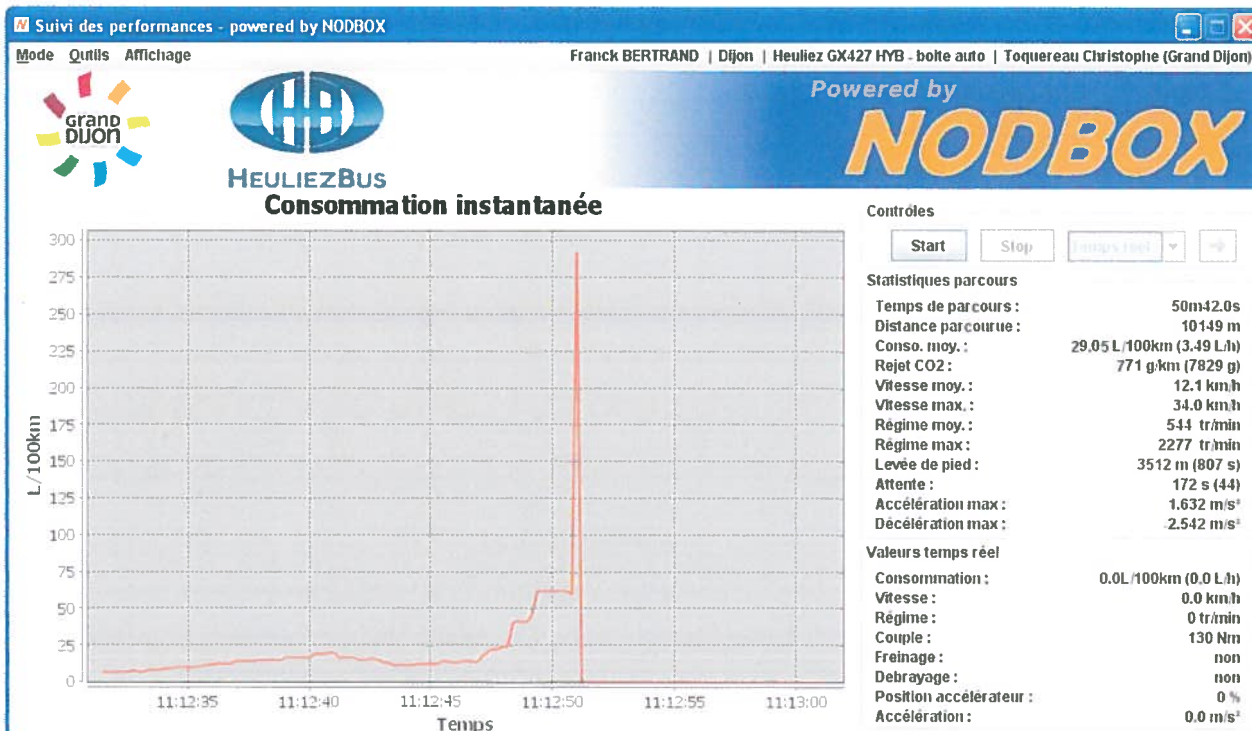 Suivi des performances - powered by NODBOX
Mode Outils Affichage
Franck BERTRAND | Dijon | Heuliez GX427 HYB - boite auto | Toquereau Christophe (Grand Dijon)
GRAND
DIJON
HB
HEULIEZBUS
Powered by
NODBOX
Consommation instantanée
L/100km
300
275
250
225
200
175
150
125
100
75
50
25
0
11:12:35 11:12:40 11:12:45 11:12:50 11:12:55 11:13:00
Temps
Contrôles
Start Stop Temps réel
Statistiques parcours
Temps de parcours : 50m42.0s
Distance parcourue : 10149 m
Conso. moy. : 29.05 L/100km (3.49 L/h)
Rejet CO2 : 771 g/km (7829 g)
Vitesse moy. : 12.1 km/h
Vitesse max. : 34.0 km/h
Régime moy. : 544 tr/min
Régime max : 2277 tr/min
Levée de pied : 3512 m (807 s)
Attente : 172 s (44)
Accélération max : 1.632 m/s²
Décélération max : -2.542 m/s²
Valeurs temps réel
Consommation : 0.0L/100km (0.0 L/h)
Vitesse : 0.0 km/h
Régime : 0 tr/min
Couple : 130 Nm
Freinage : non
Debrayage : non
Position accélérateur : 0 %
Accélération : 0.0 m/s²